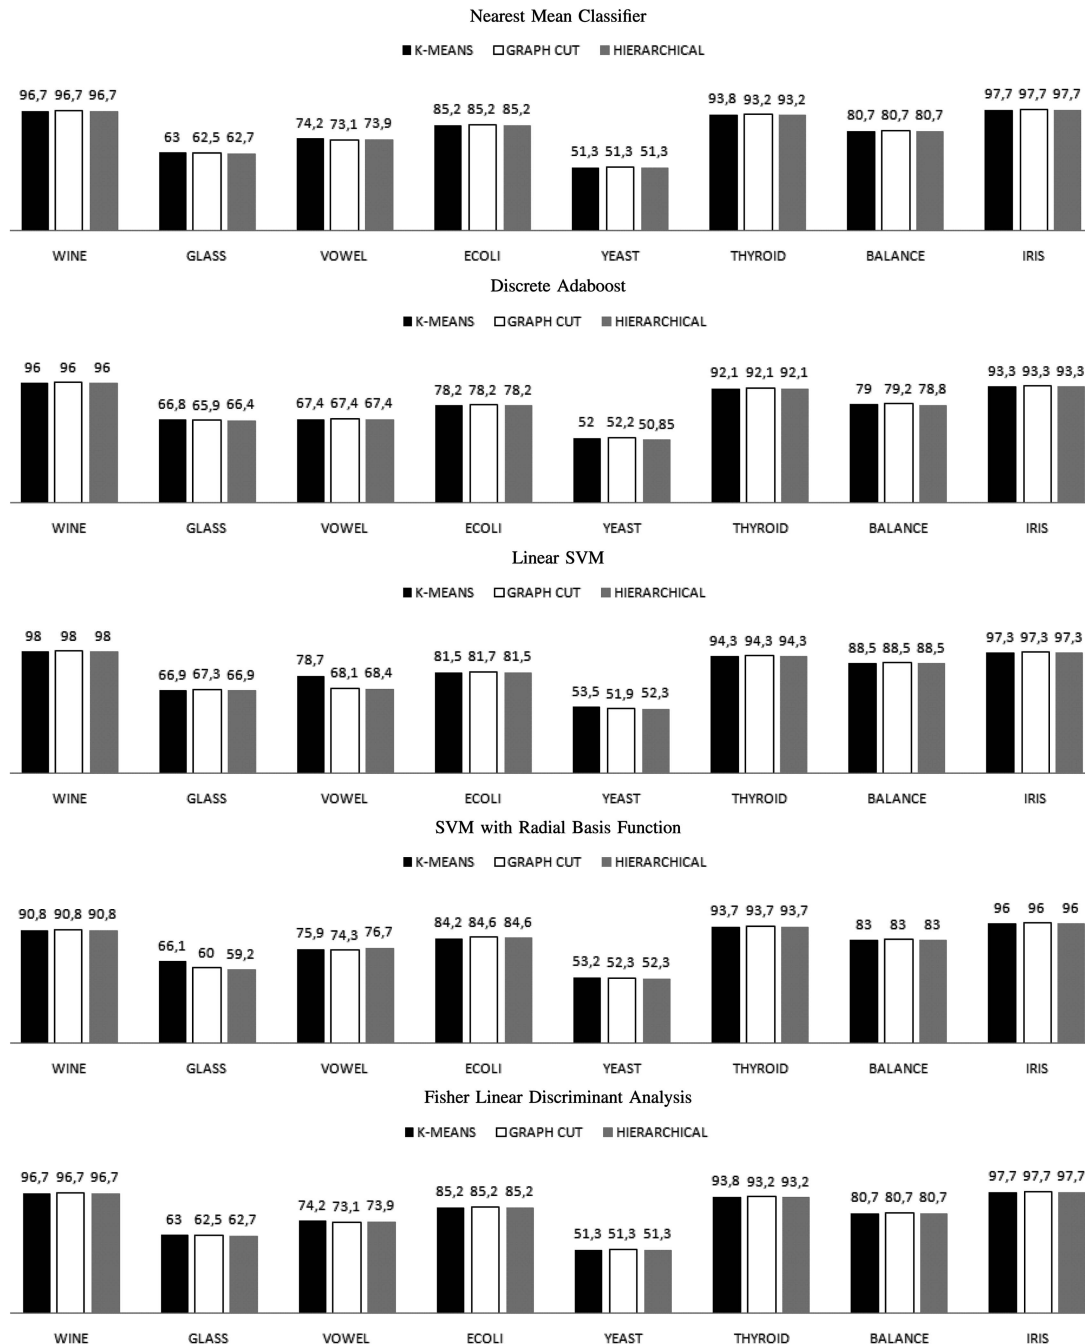 Nearest Mean Classifier
K-MEANS GRAPH CUT HIERARCHICAL
96,7 96,7 96,7 63 62,5 62,7 74,2 73,1 73,9 85,2 85,2 85,2 51,3 51,3 51,3 93,8 93,2 93,2 80,7 80,7 80,7 97,7 97,7 97,7
WINE GLASS VOWEL ECOLI YEAST THYROID BALANCE IRIS
Discrete Adaboost
K-MEANS GRAPH CUT HIERARCHICAL
96 96 96 66,8 65,9 66,4 67,4 67,4 67,4 78,2 78,2 78,2 52 52,2 50,85 92,1 92,1 92,1 79 79,2 78,8 93,3 93,3 93,3
WINE GLASS VOWEL ECOLI YEAST THYROID BALANCE IRIS
Linear SVM
K-MEANS GRAPH CUT HIERARCHICAL
98 98 98 66,9 67,3 66,9 78,7 68,1 68,4 81,5 81,7 81,5 53,5 51,9 52,3 94,3 94,3 94,3 88,5 88,5 88,5 97,3 97,3 97,3
WINE GLASS VOWEL ECOLI YEAST THYROID BALANCE IRIS
SVM with Radial Basis Function
K-MEANS GRAPH CUT HIERARCHICAL
90,8 90,8 90,8 66,1 60 59,2 75,9 74,3 76,7 84,2 84,6 84,6 53,2 52,3 52,3 93,7 93,7 93,7 83 83 83 96 96 96
WINE GLASS VOWEL ECOLI YEAST THYROID BALANCE IRIS
Fisher Linear Discriminant Analysis
K-MEANS GRAPH CUT HIERARCHICAL
96,7 96,7 96,7 63 62,5 62,7 74,2 73,1 73,9 85,2 85,2 85,2 51,3 51,3 51,3 93,8 93,2 93,2 80,7 80,7 80,7 97,7 97,7 97,7
WINE GLASS VOWEL ECOLI YEAST THYROID BALANCE IRIS